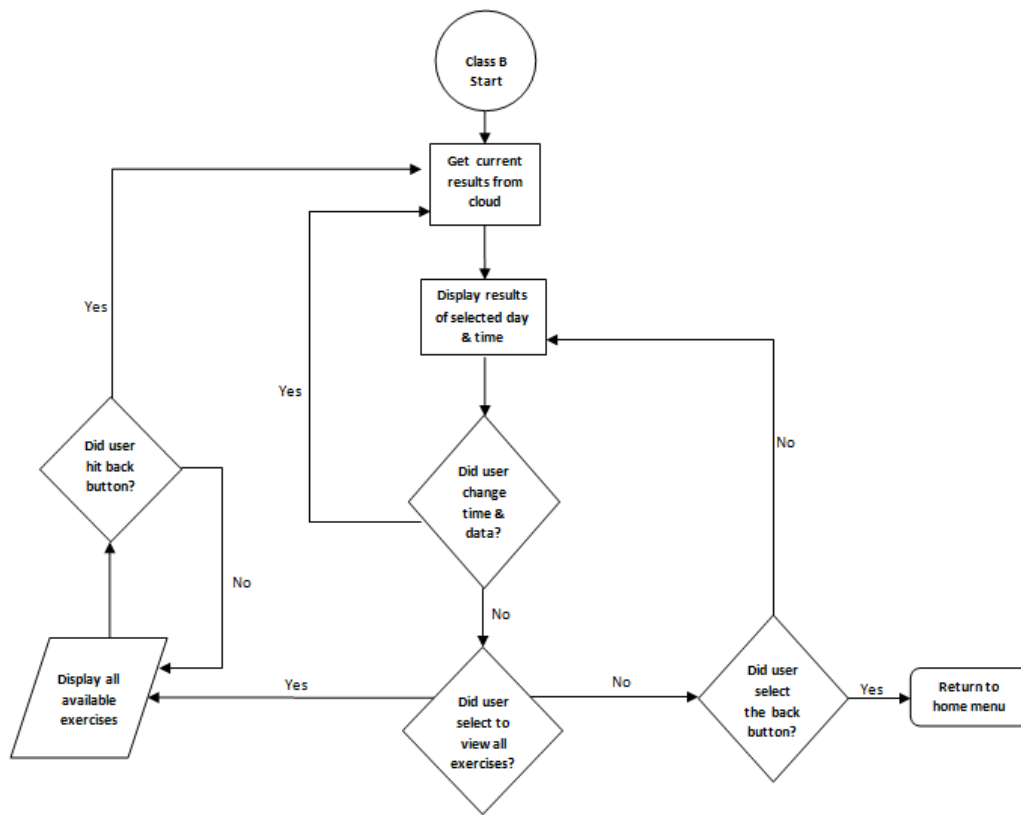 Class B
Start
Get current
results from
cloud
Yes
Display results
of selected day
& time
Yes
No
Did user
hit back
button?
Did user
change
time &
data?
No
No
Display all
available
exercises
Yes
Did user
select to
view all
exercises?
No
Did user
select
the back
button?
Yes
Return to
home menu